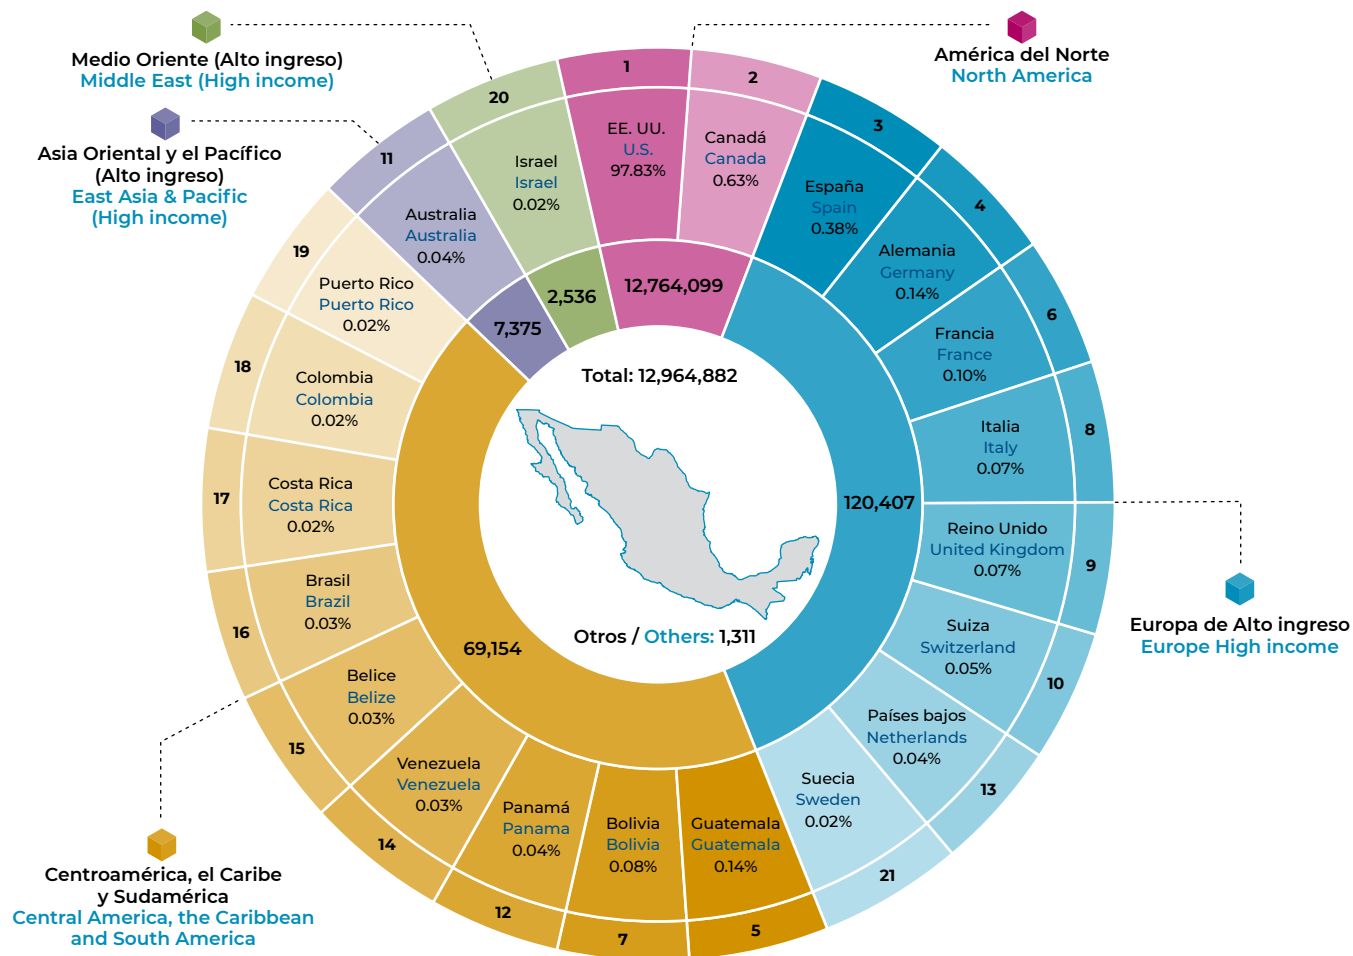 Medio Oriente (Alto ingreso)
Middle East (High income)
América del Norte
North America
Asia Oriental y el Pacífico
(Alto ingreso)
East Asia & Pacific
(High income)
1
EE. UU.
U.S.
97.83%
2
Canadá
Canada
0.63%
3
España
Spain
0.38%
4
Alemania
Germany
0.14%
6
Francia
France
0.10%
8
Italia
Italy
0.07%
9
Reino Unido
United Kingdom
0.07%
10
Suiza
Switzerland
0.05%
13
Países bajos
Netherlands
0.04%
21
Suecia
Sweden
0.02%
5
Guatemala
Guatemala
0.14%
7
Bolivia
Bolivia
0.08%
12
Panamá
Panama
0.04%
14
Venezuela
Venezuela
0.03%
15
Belice
Belize
0.03%
16
Brasil
Brazil
0.03%
17
Costa Rica
Costa Rica
0.02%
18
Colombia
Colombia
0.02%
19
Puerto Rico
Puerto Rico
0.02%
11
Australia
Australia
0.04%
20
Israel
Israel
0.02%
12,764,099
120,407
69,154
7,375
2,536
Total: 12,964,882
Otros / Others: 1,311
Europa de Alto ingreso
Europe High income
Centroamérica, el Caribe
y Sudamérica
Central America, the Caribbean
and South America